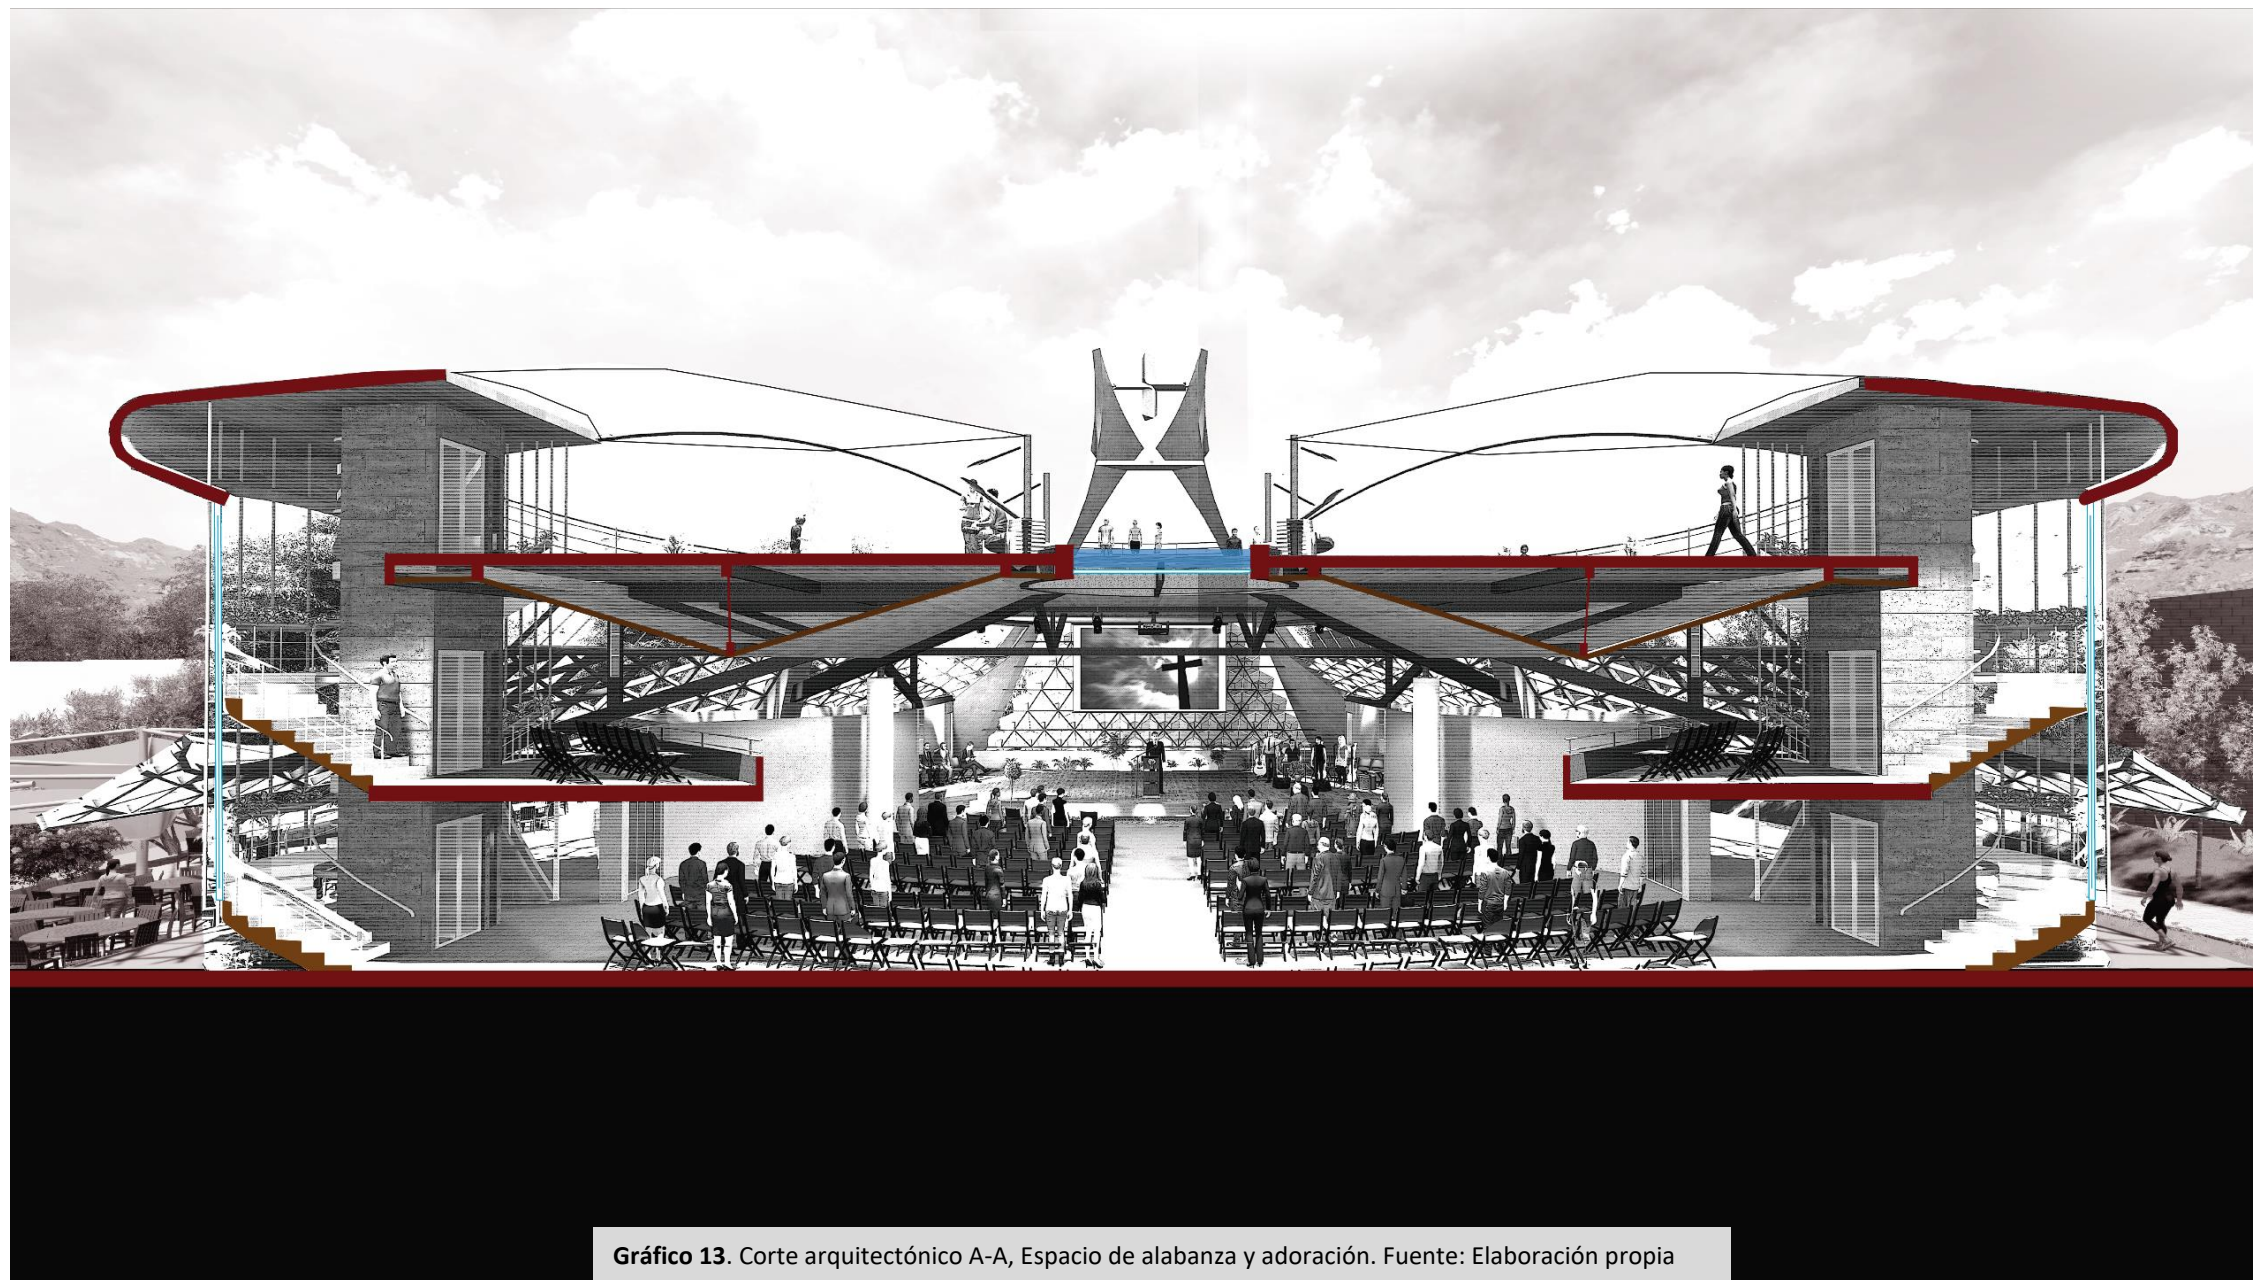 Gráfico 13. Corte arquitectónico A-A, Espacio de alabanza y adoración. Fuente: Elaboración propia